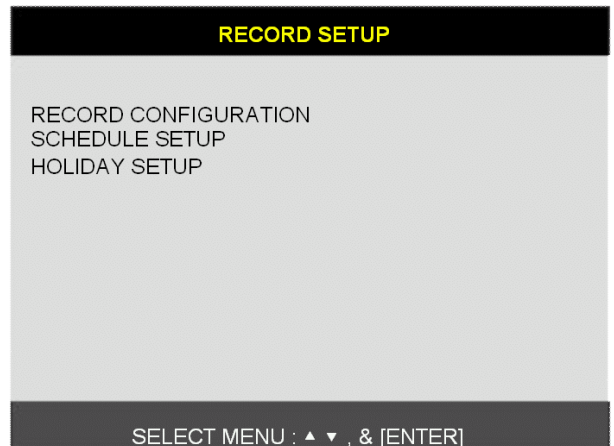 RECORD SETUP
RECORD CONFIGURATION
SCHEDULE SETUP
HOLIDAY SETUP
SELECT MENU : ▲ ▼ , & [ENTER]